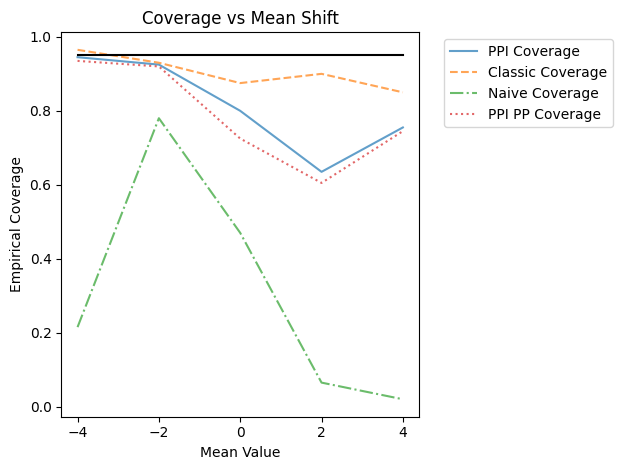 Coverage vs Mean Shift
1.0
0.8
0.6
0.4
0.2
0.0
Empirical Coverage
−4
−2
0
2
4
Mean Value
PPI Coverage
Classic Coverage
Naive Coverage
PPI PP Coverage